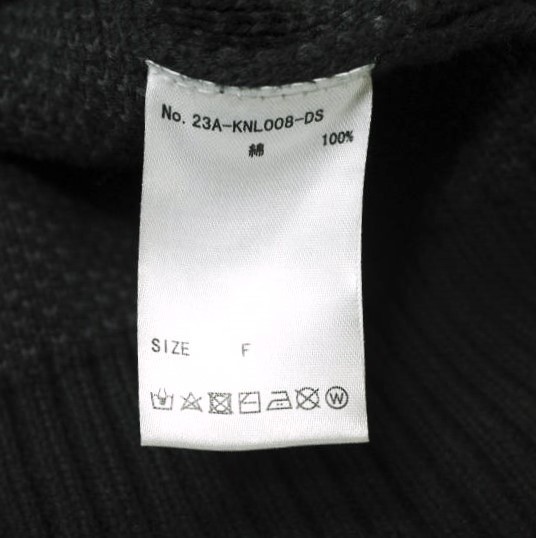 No. 23A-KNL008-DS
綿 100%
SIZE F
W